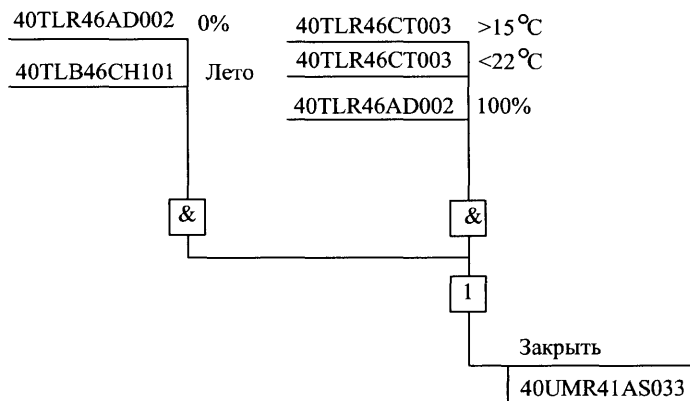 40TLR46AD002 0%
40TLB46CH101 Лето
40TLR46CT003 >15°C
40TLR46CT003 <22°C
40TLR46AD002 100%
& &
1
Закрыть
40UMR41AS033